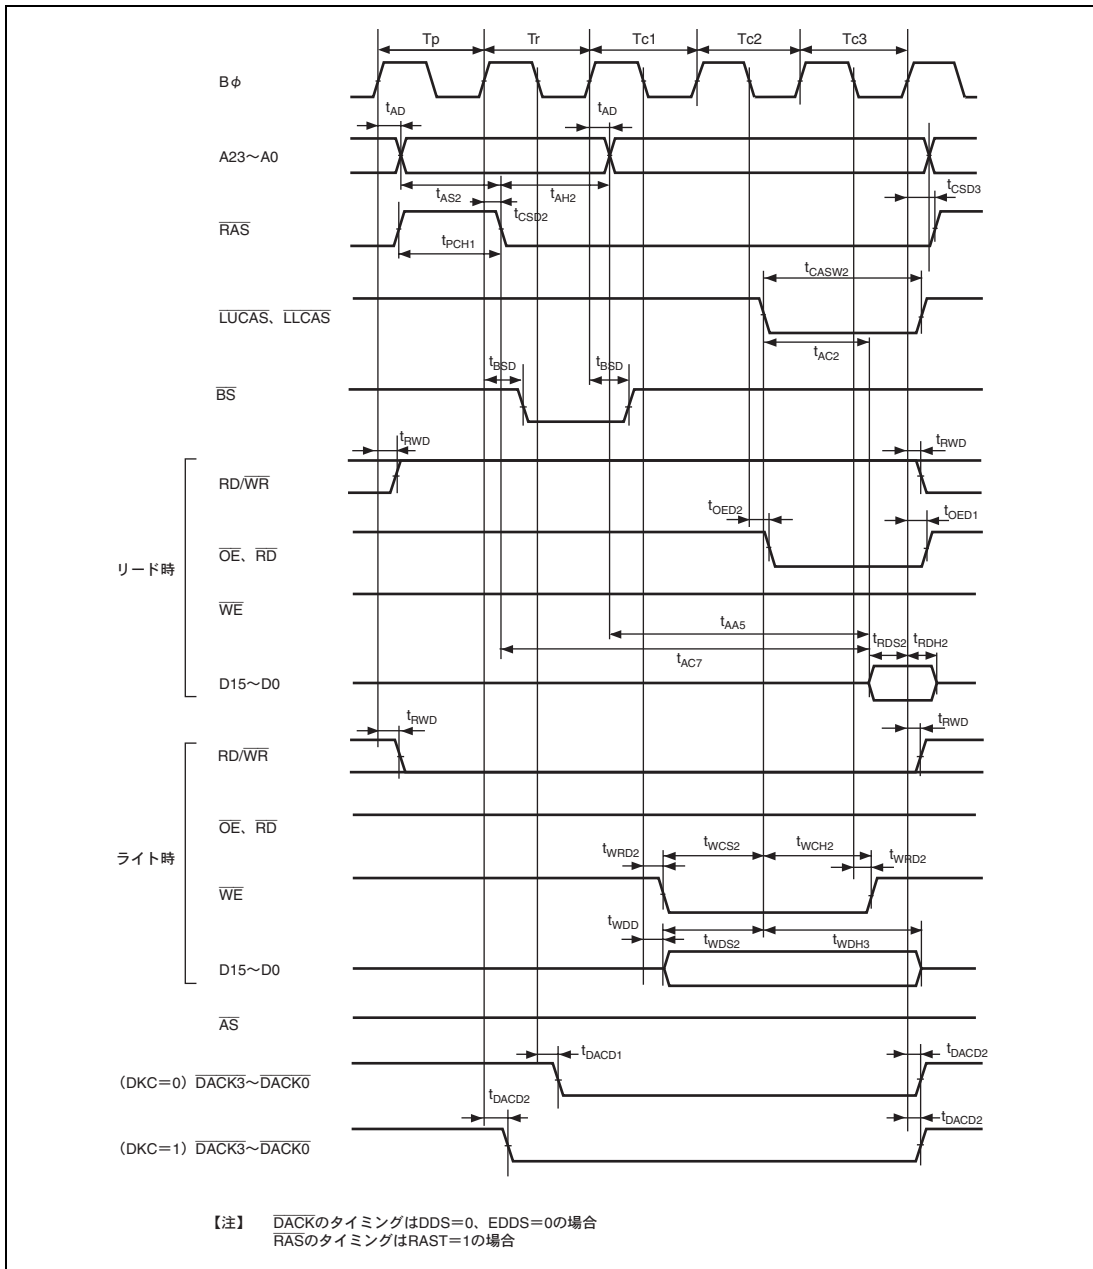 Tp Tr Tc1 Tc2 Tc3
Bφ
tAD tAD
A23～A0
tAS2 tAH2 tCSD3
tCSD2
RAS
tPCH1
tCASW2
LUCAS、LLCAS
tAC2
tBSD tBSD
BS
tRWD tRWD
RD/WR
tOED2 tOED1
OE、RD
リード時
WE
tAA5
tRDS2 tRDH2
tAC7
D15～D0
tRWD tRWD
RD/WR
OE、RD
ライト時
tWRD2 tWCS2 tWCH2 tWRD2
WE
tWDD tWDS2 tWDH3
D15～D0
AS
tDACD1 tDACD2
（DKC＝0）DACK3～DACK0
tDACD2 tDACD2
（DKC＝1）DACK3～DACK0
【注】 DACKのタイミングはDDS＝0、EDDS＝0の場合
RASのタイミングはRAST＝1の場合